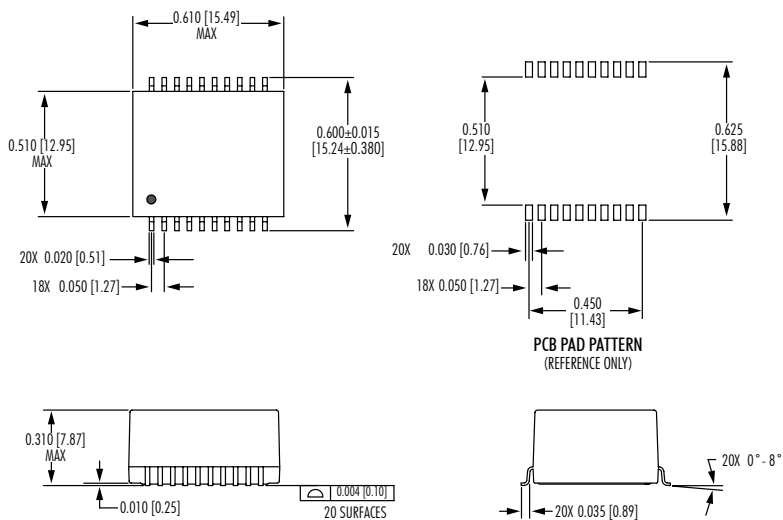 0.610 [15.49]
MAX
0.510 [12.95]
MAX
0.600±0.015
[15.24±0.380]
20X 0.020 [0.51]
18X 0.050 [1.27]
0.510
[12.95]
0.625
[15.88]
20X 0.030 [0.76]
18X 0.050 [1.27]
0.450
[11.43]
PCB PAD PATTERN
(REFERENCE ONLY)
0.310 [7.87]
MAX
0.010 [0.25]
0.004 [0.10]
20 SURFACES
20X 0°-8°
20X 0.035 [0.89]